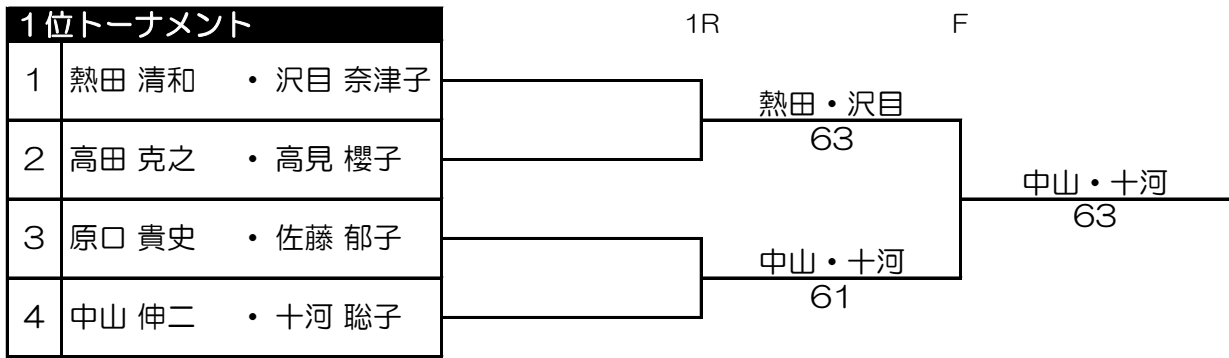 １位トーナメント
1R
F
1 熱田 清和 ・ 沢目 奈津子
2 高田 克之 ・ 高見 櫻子
3 原口 貴史 ・ 佐藤 郁子
4 中山 伸二 ・ 十河 聡子
熱田・沢目
63
中山・十河
61
中山・十河
63